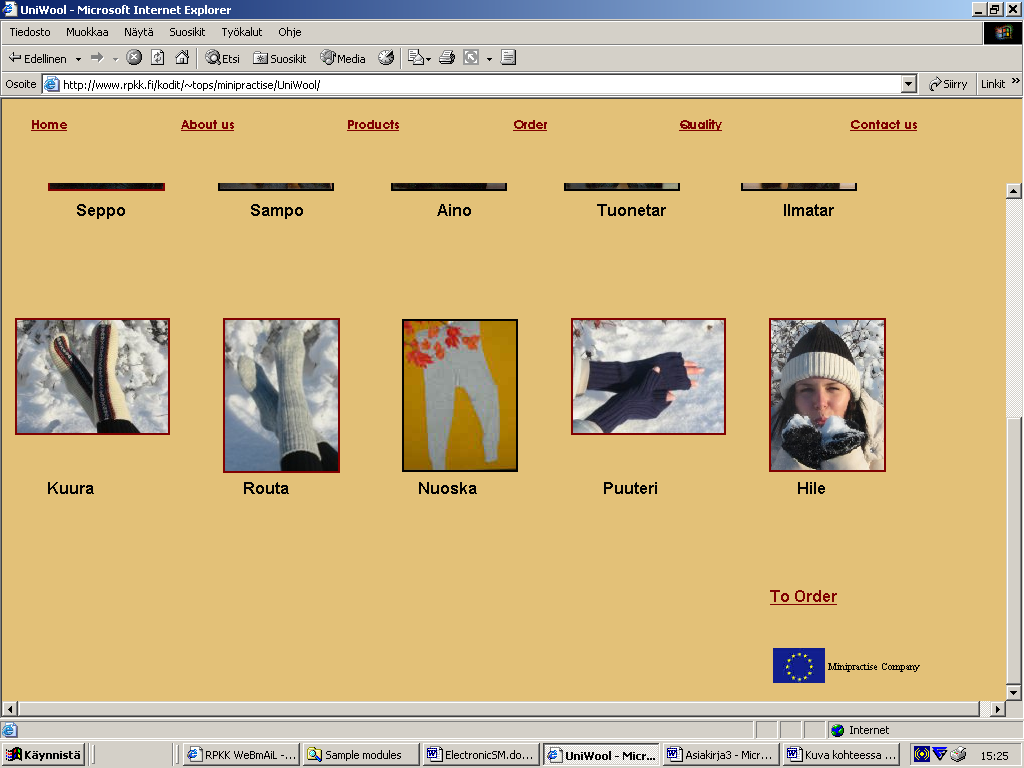 UniWool - Microsoft Internet Explorer
Tiedosto Muokkaa Näytä Suosikit Työkalut Ohje
Edellinen Etsi Suosikit Media
Osoite http://www.rpkk.fi/kodit/~tops/minipractise/UniWool/ Siirry Linkit »
Home About us Products Order Quality Contact us
Seppo Sampo Aino Tuonetar Ilmatar
Kuura Routa Nuoska Puuteri Hile
To Order
Minipractise Company
Internet
Käynnistä RPKK WeBmAiL -... Sample modules ElectronicSM.do... UniWool - Micr... Asiakirja3 - Micr... Kuva kohteessa ... 15:25